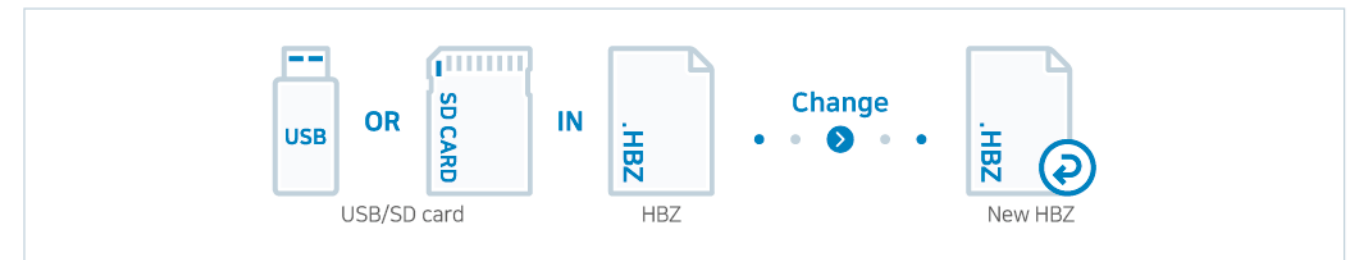 USB
OR
SD CARD
IN
.HBZ
Change
.HBZ
USB/SD card
HBZ
New HBZ